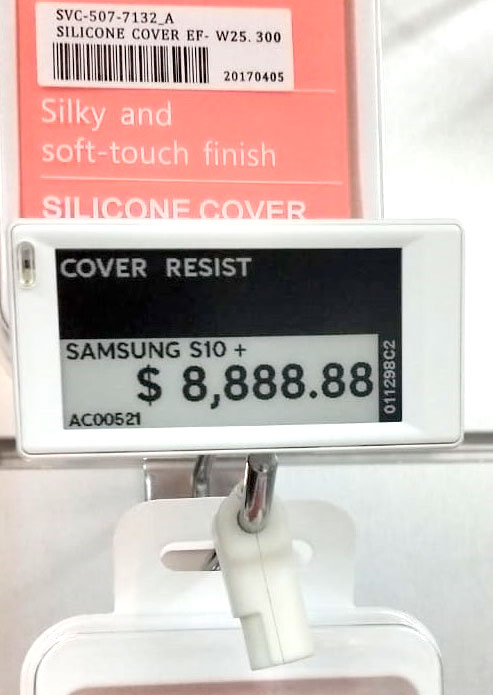 SVC-507-7132_A
SILICONE COVER EF- W25. 300
20170405
Silky and
soft-touch finish
SILICONE COVER
COVER RESIST
SAMSUNG S10 +
$ 8,888.88
AC00521
011298C2